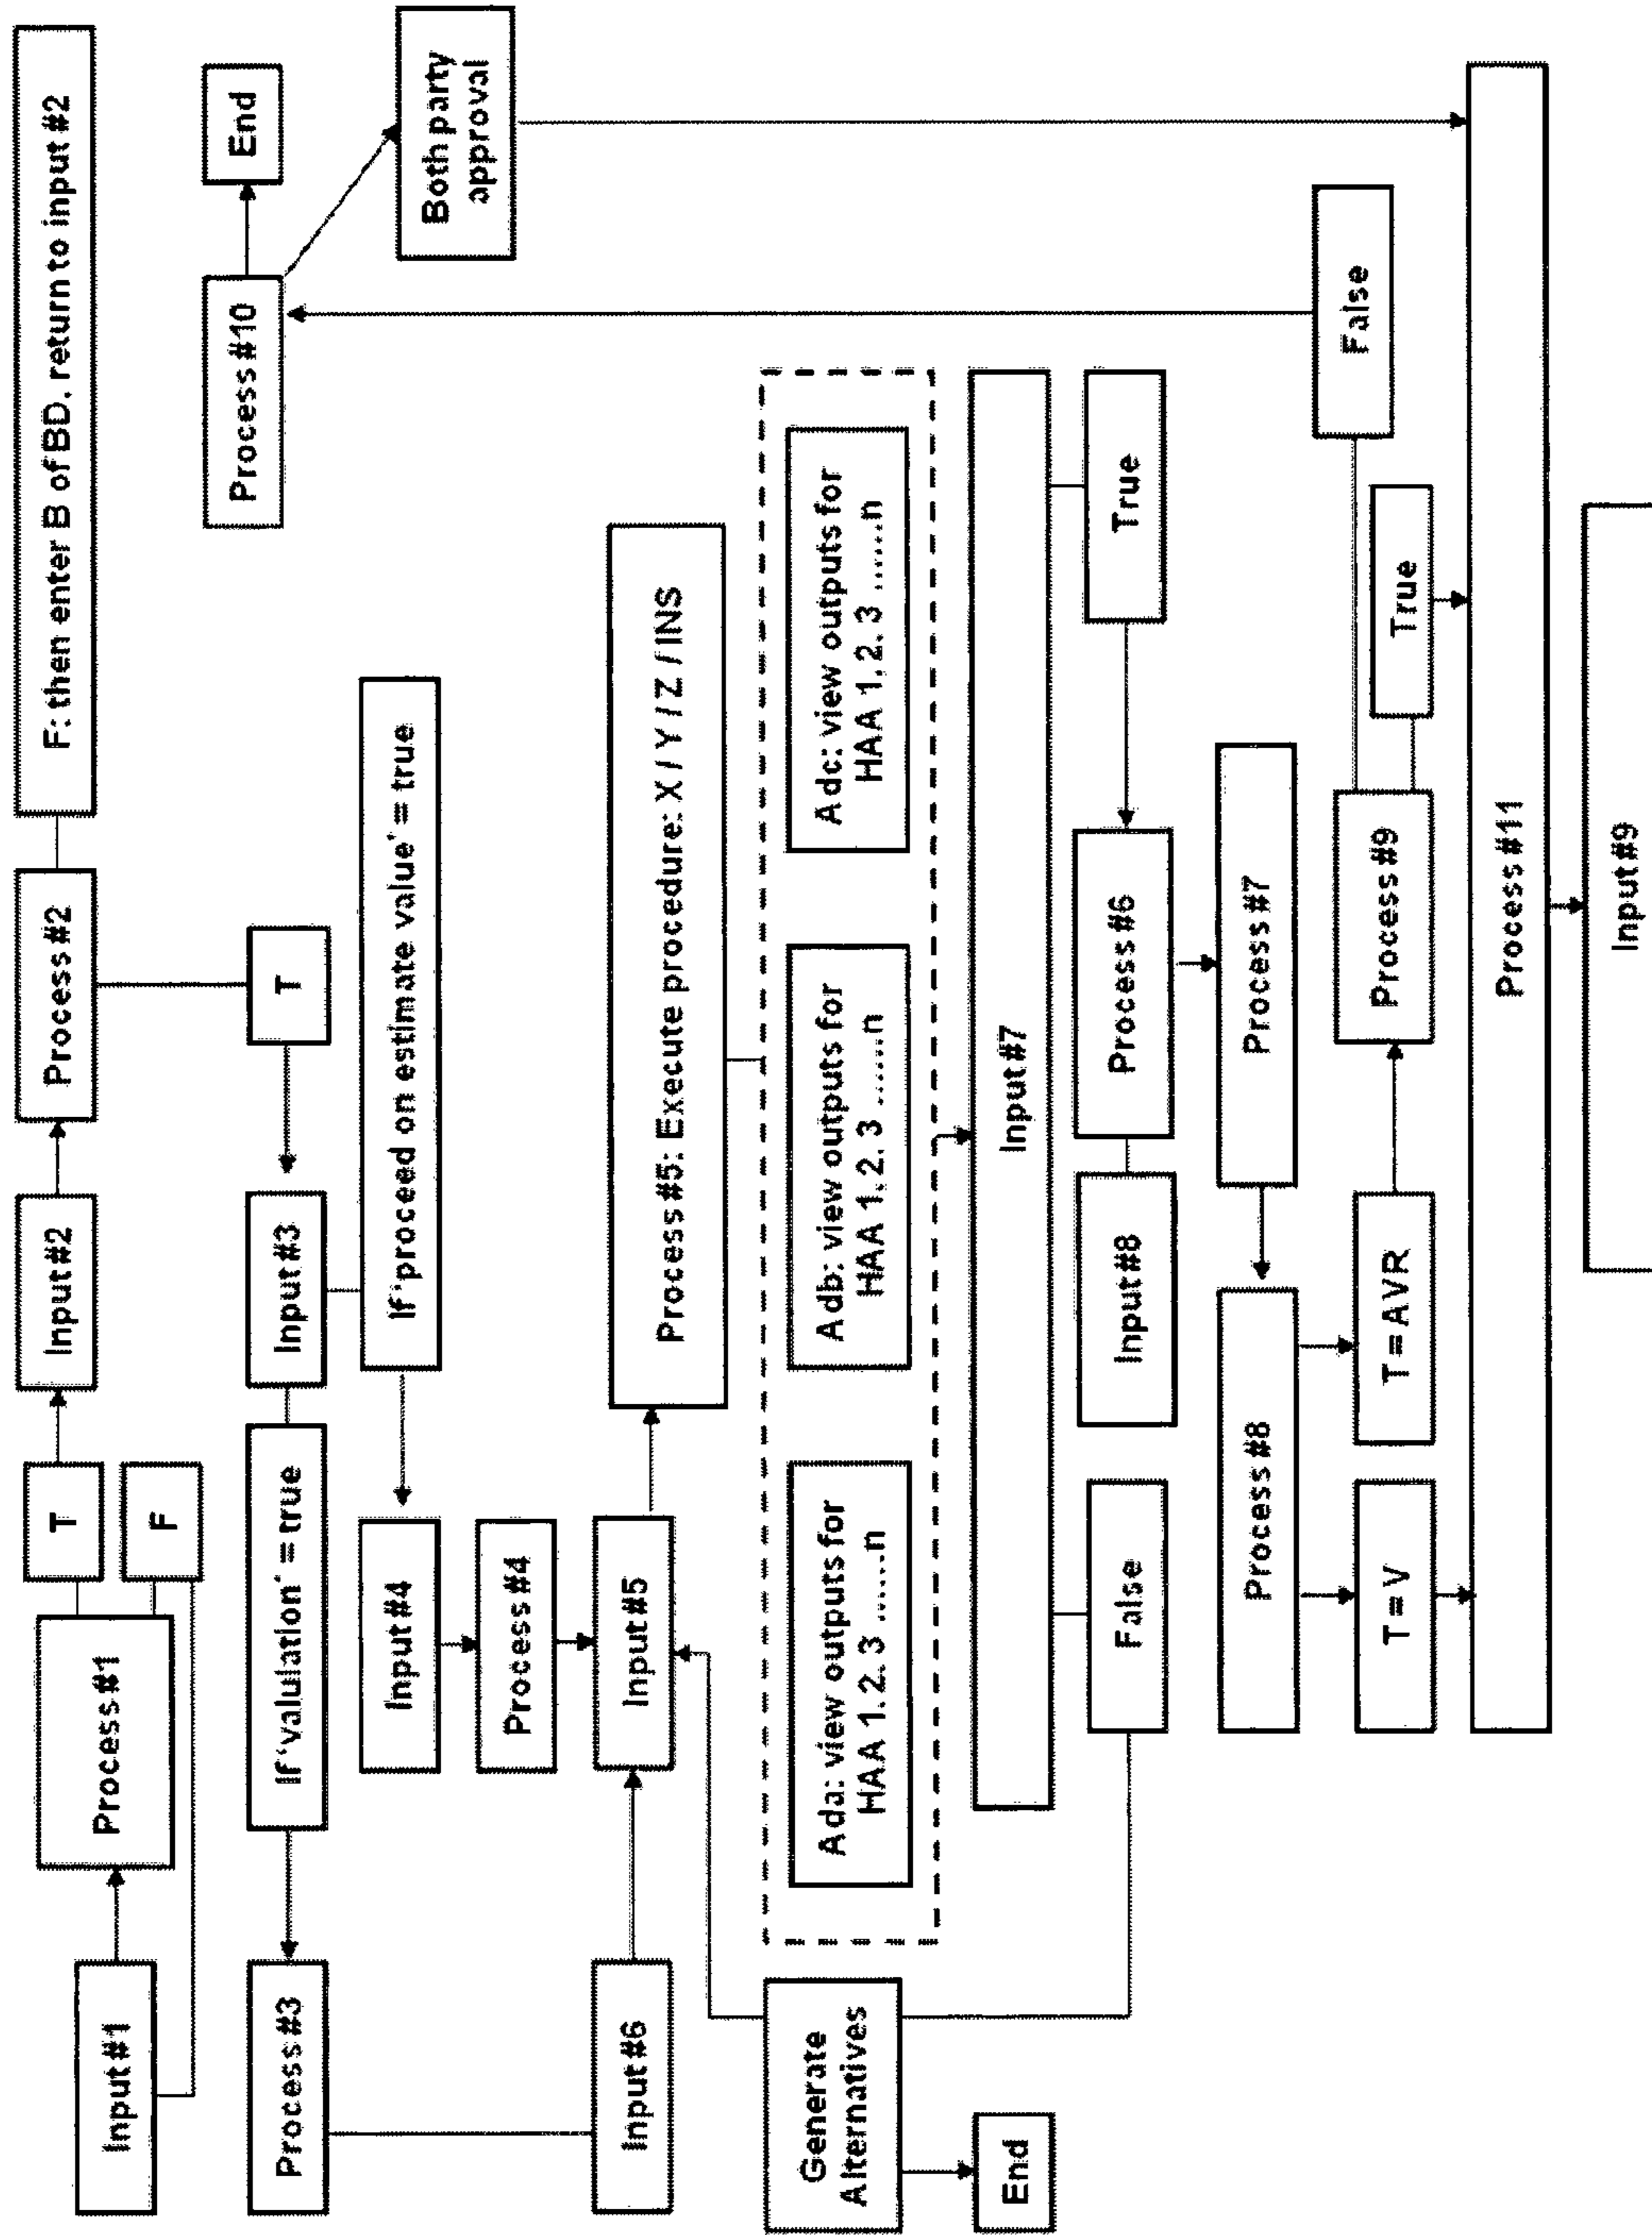 Input#1
Process#1
T
F
Input#2
Process#2
F: then enter B of BD, return to input #2
T
Process#3
If 'valulation' = true
Input#3
If 'proceed on estimate value' = true
Process #10
End
Both party
approval
Input#4
Process#4
Input#6
Input#5
Process #5: Execute procedure: X / Y / Z / INS
Generate
Alternatives
End
Ada: view outputs for
HAA 1. 2. 3 ......n
Adb: view outputs for
HAA 1. 2. 3 .......n
Adc: view outputs for
HAA 1. 2. 3 .......n
Input#7
False
True
Input#8
Process#6
Process#8
Process#7
T = V
T = AVR
Process#9
True
False
Process#11
Input#9